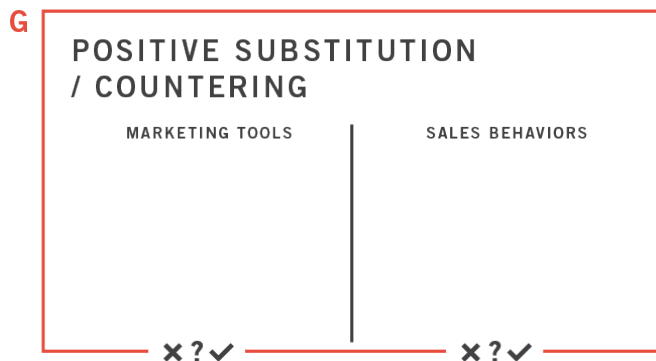 G
POSITIVE SUBSTITUTION
/ COUNTERING
MARKETING TOOLS
SALES BEHAVIORS
✖?✔ ✖?✔